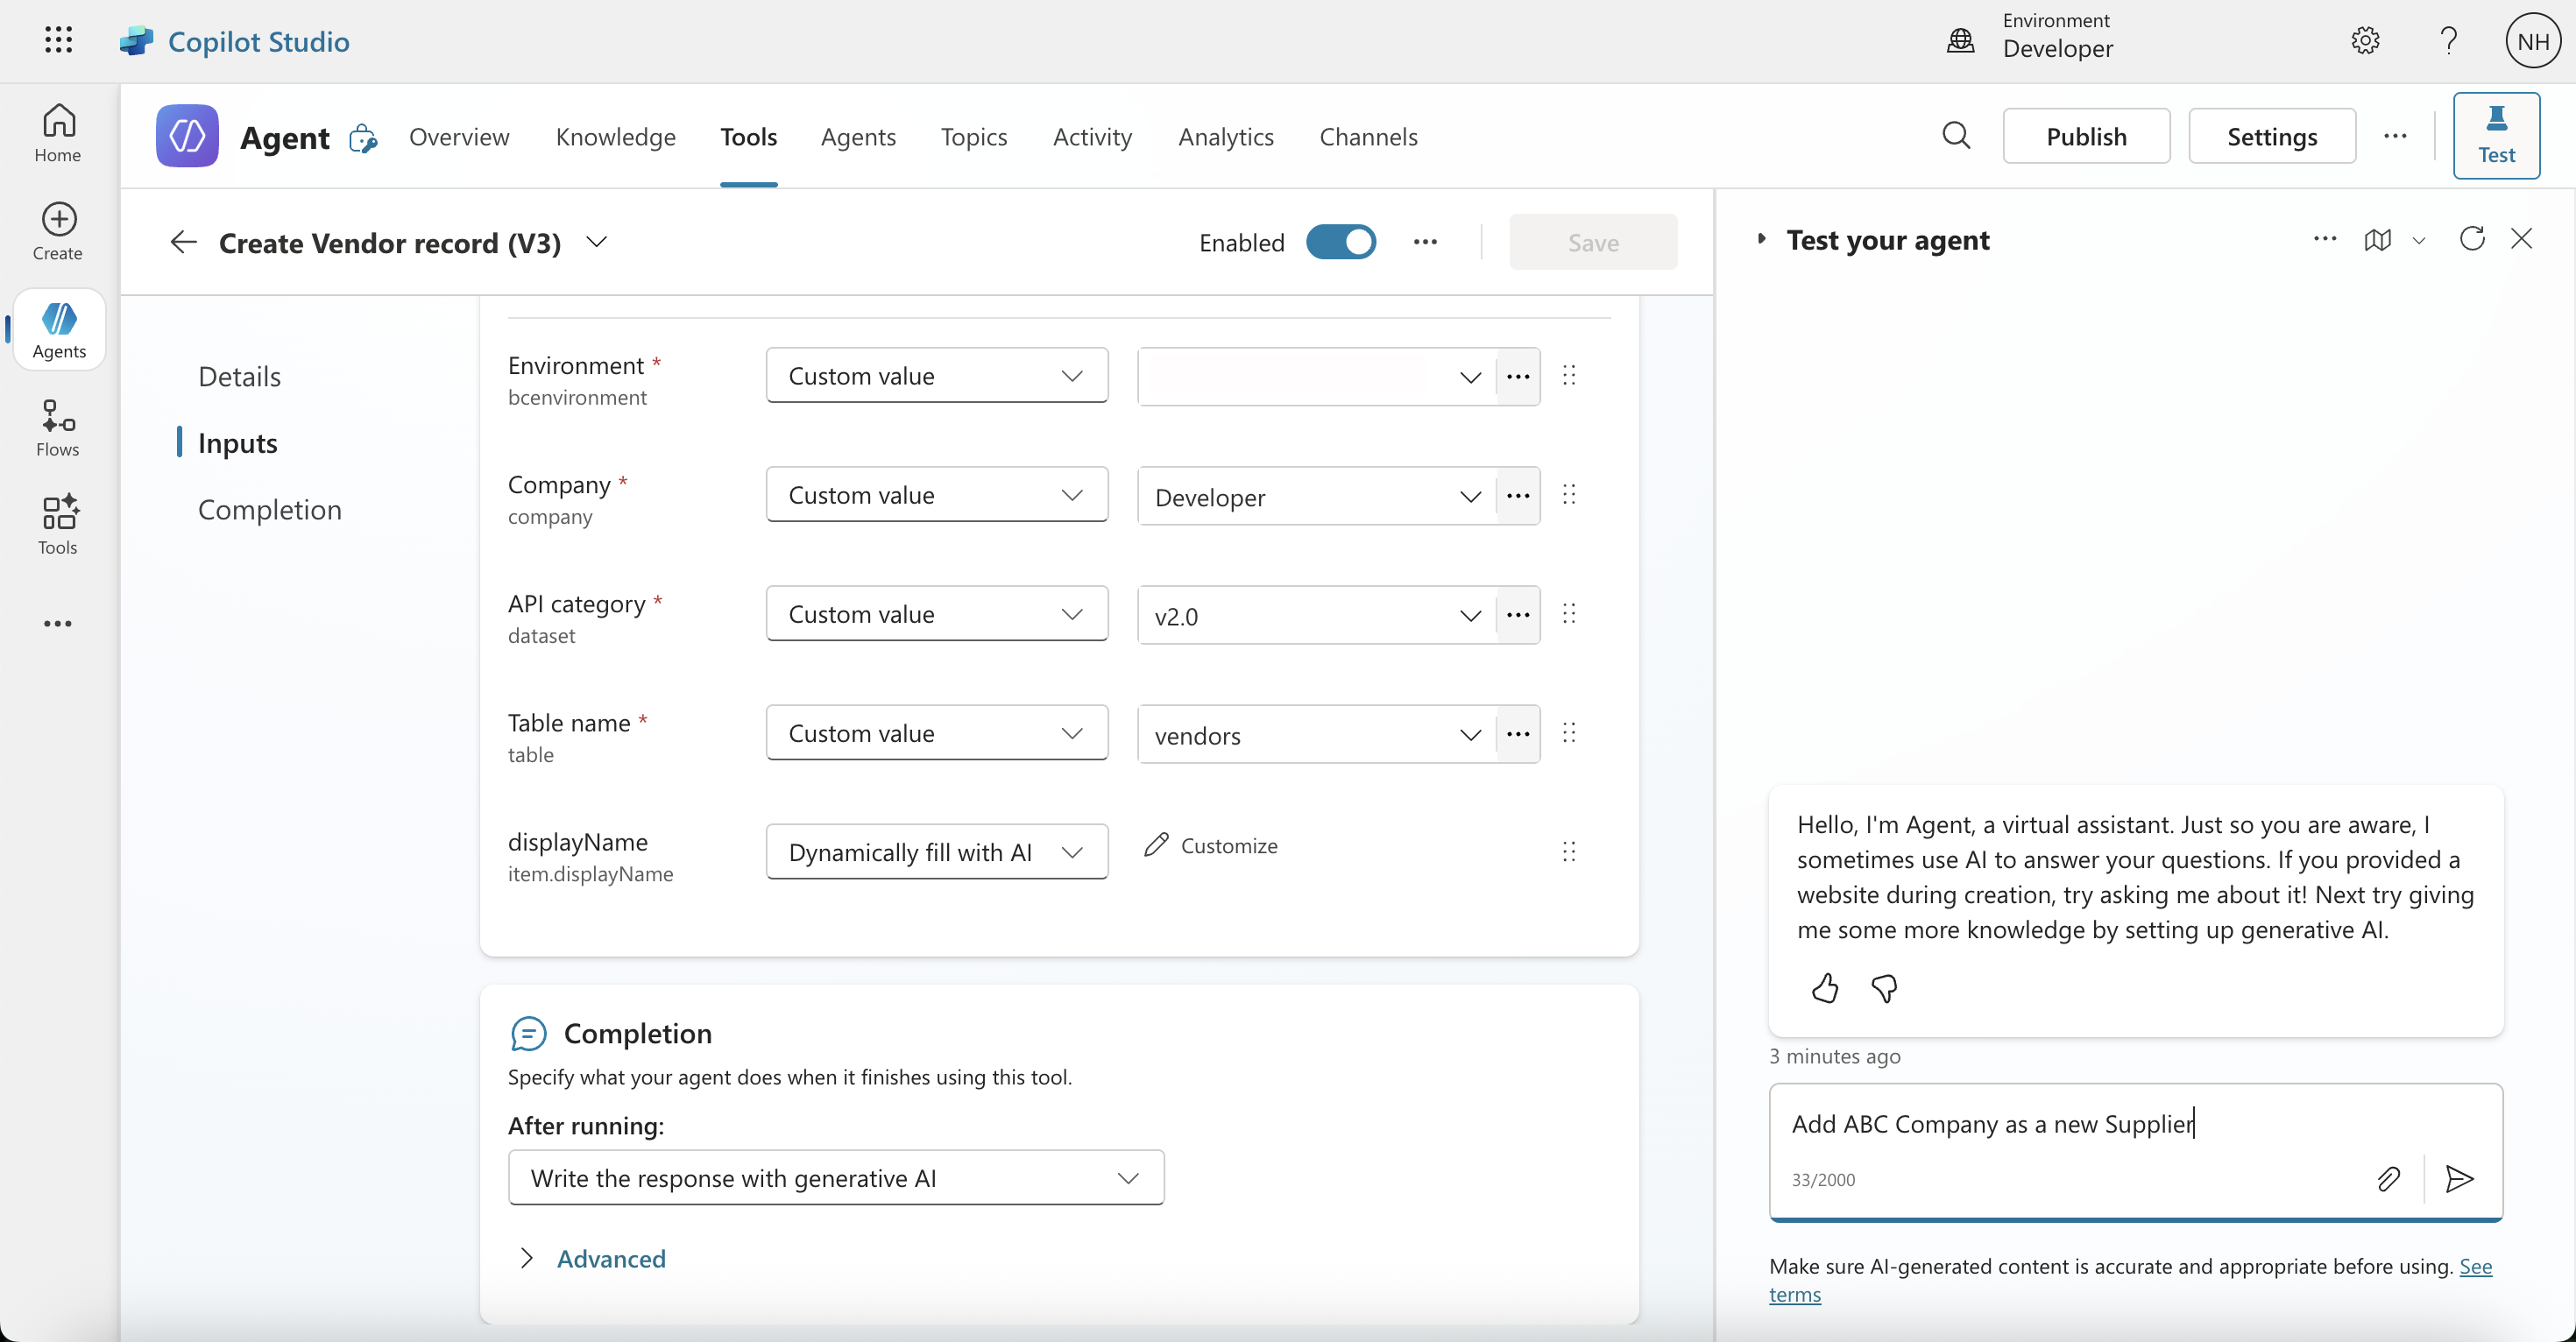 Copilot Studio
Environment
Developer
NH
Home
Create
Agents
Flows
Tools
Agent
Overview
Knowledge
Tools
Agents
Topics
Activity
Analytics
Channels
Publish
Settings
Test
Create Vendor record (V3)
Enabled
Save
Details
Inputs
Completion
Environment *
bcenvironment
Custom value
Company *
company
Custom value
Developer
API category *
dataset
Custom value
v2.0
Table name *
table
Custom value
vendors
displayName
item.displayName
Dynamically fill with AI
Customize
Completion
Specify what your agent does when it finishes using this tool.
After running:
Write the response with generative AI
Advanced
Test your agent
Hello, I'm Agent, a virtual assistant. Just so you are aware, I
sometimes use AI to answer your questions. If you provided a
website during creation, try asking me about it! Next try giving
me some more knowledge by setting up generative AI.
3 minutes ago
Add ABC Company as a new Supplier
33/2000
Make sure AI-generated content is accurate and appropriate before using. See
terms